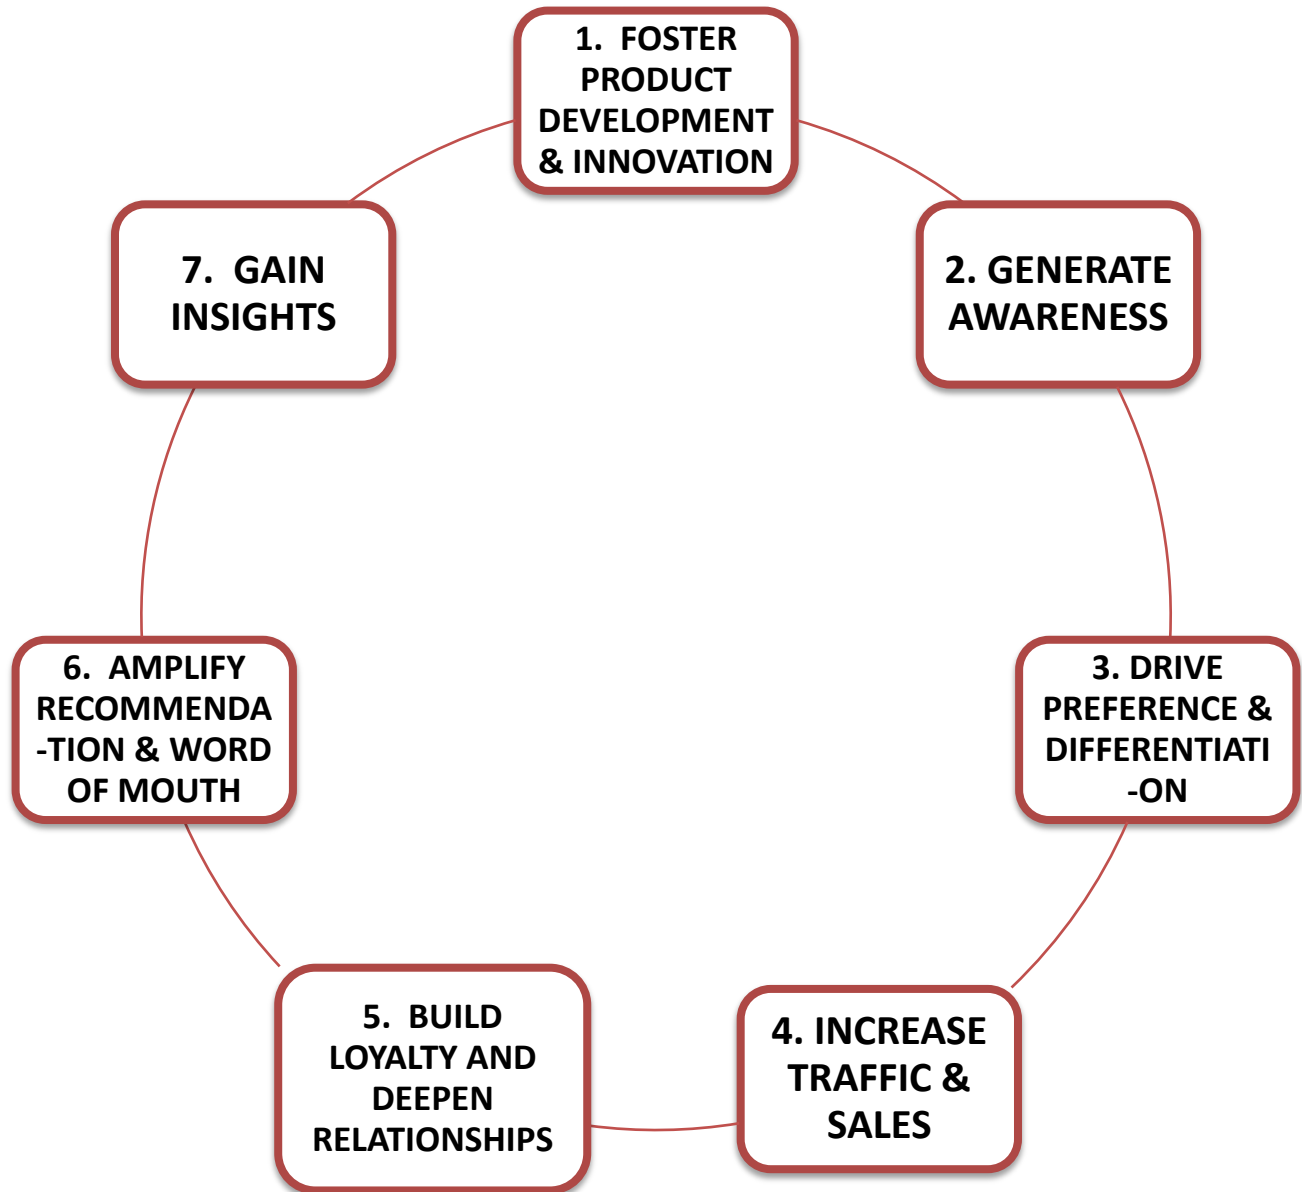 1. FOSTER
PRODUCT
DEVELOPMENT
& INNOVATION
2. GENERATE
AWARENESS
3. DRIVE
PREFERENCE &
DIFFERENTIATI
-ON
4. INCREASE
TRAFFIC &
SALES
5. BUILD
LOYALTY AND
DEEPEN
RELATIONSHIPS
6. AMPLIFY
RECOMMENDA
-TION & WORD
OF MOUTH
7. GAIN
INSIGHTS